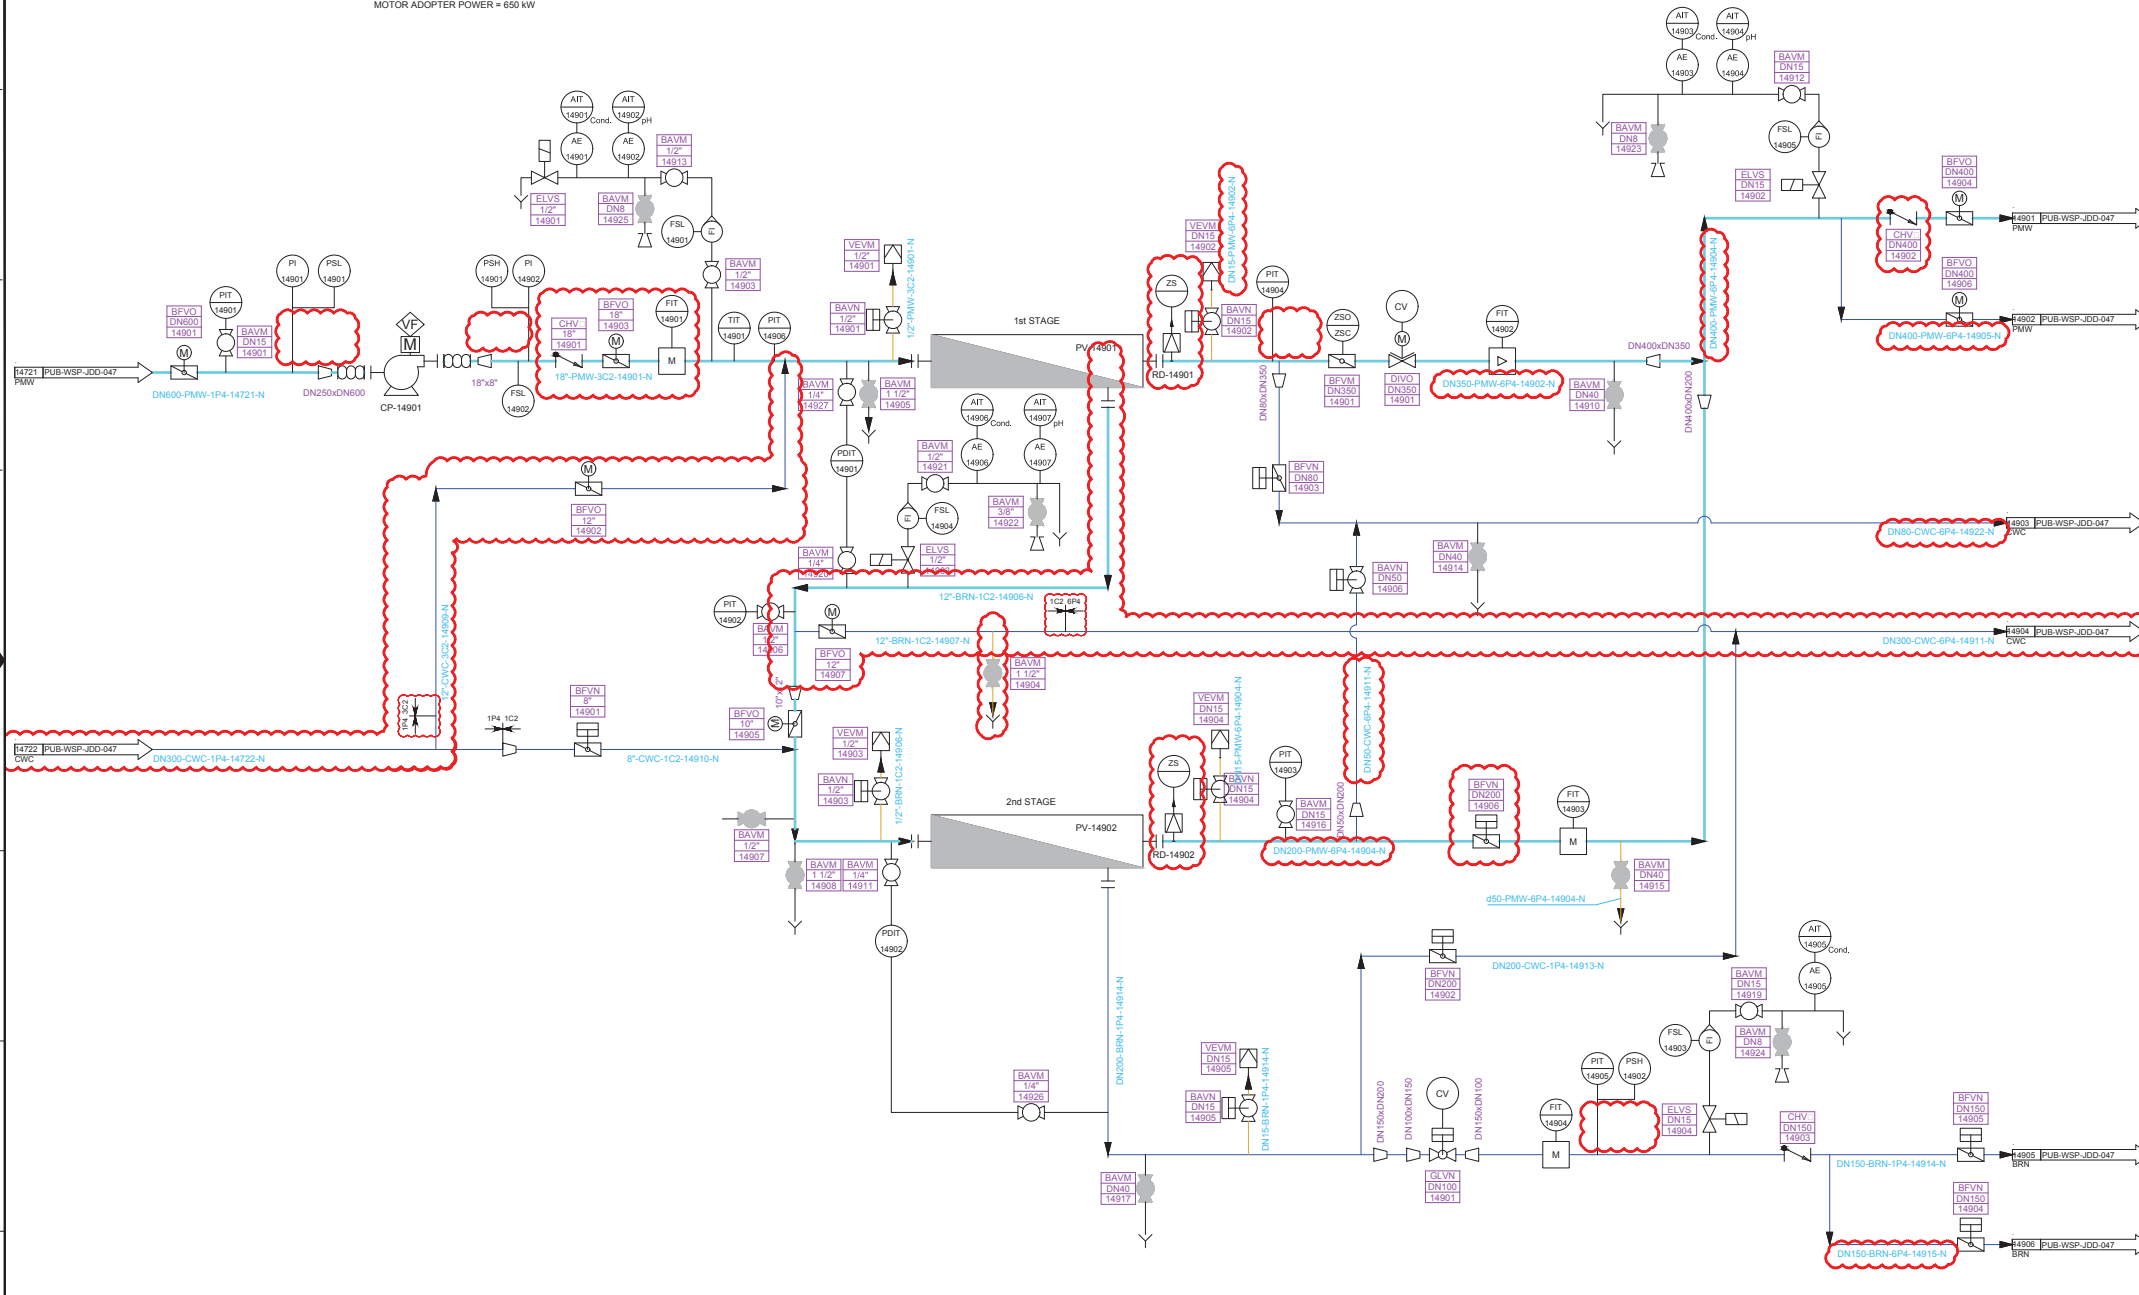 MOTOR ADOPTER POWER = 650 kW
AIT
14903
Cond.
AIT
14904
pH
AE
14903
AE
14904
BAVM
DN15
14912
BAVM
DN8
14923
FSL
14905
FI
ELVS
DN15
14902
BFVO
DN400
14904
CHV
DN400
14902
14901 PUB-WSP-JDD-047
PMW
BFVO
DN400
14906
14902 PUB-WSP-JDD-047
PMW
DN400-PMW-6P4-14905-N
DN400-PMW-6P4-14904-N
AIT
14901
Cond.
AIT
14902
pH
AE
14901
AE
14902
BAVM
1/2"
14913
ELVS
1/2"
14901
BAVM
DN8
14925
FSL
14901
FI
BAVM
1/2"
14903
PI
14901
PSL
14901
PIT
14901
BFVO
DN600
14901
BAVM
DN15
14901
14721 PUB-WSP-JDD-047
PMW
DN600-PMW-1P4-14721-N
DN250xDN600
VF
M
CP-14901
PSH
14901
PI
14902
18"x8"
FSL
14902
CHV
18"
14901
BFVO
18"
14903
M
FIT
14901
M
18"-PMW-3C2-14901-N
TIT
14901
PIT
14906
VEVM
1/2"
14901
BAVN
1/2"
14901
1/2"-PMW-3C2-14901-N
1st STAGE
PV-14901
BAVM
1/4"
14927
BAVM
1 1/2"
14905
ZS
RD-14901
VEVM
DN15
14902
DN15-PMW-6P4-14902-N
BAVN
DN15
14902
PIT
14904
ZSO
ZSC
CV
M
BFVM
DN350
14901
DIVO
DN350
14901
FIT
14902
DN350-PMW-6P4-14902-N
DN400xDN350
BAVM
DN40
14910
DN400xDN200
DN80xDN350
BFVN
DN80
14903
AIT
14906
Cond.
AIT
14907
pH
AE
14906
AE
14907
BAVM
1/2"
14921
PDIT
14901
FI
FSL
14904
BAVM
3/8"
14922
ELVS
1/2"
BAVM
1/4"
M
BFVO
12"
14902
12"-CWC-3C2-14909-N
1P4 3C2
14903 PUB-WSP-JDD-047
CWC
DN80-CWC-6P4-14922-N
BAVM
DN40
14914
BAVN
DN50
14906
12"-BRN-1C2-14906-N
1C2 6P4
PIT
14902
BAVM
1/2"
M
BFVO
12"
14907
12"-BRN-1C2-14907-N
DN300-CWC-6P4-14911-N
14904 PUB-WSP-JDD-047
CWC
BAVM
1 1/2"
14904
DN50-CWC-6P4-14911-N
DN50xDN200
BFVO
10"
14905
M
BFVN
8"
14901
1P4 1C2
14722 PUB-WSP-JDD-047
CWC
DN300-CWC-1P4-14722-N
8"-CWC-1C2-14910-N
VEVM
1/2"
14903
BAVN
1/2"
14903
1/2"-BRN-1C2-14906-N
BAVM
1/2"
14907
BAVM
1 1/2"
14908
BAVM
1/4"
14911
2nd STAGE
PV-14902
ZS
RD-14902
VEVM
DN15
14904
DN15-PMW-6P4-14904-N
BAVN
DN15
14904
PIT
14903
BAVM
DN15
14916
DN200-PMW-6P4-14904-N
BFVN
DN200
14906
FIT
14903
M
BAVM
DN40
14915
d50-PMW-6P4-14904-N
PDIT
14902
BAVM
1/4"
14926
DN200-BRN-1P4-14914-N
BFVN
DN200
14902
DN200-CWC-1P4-14913-N
AIT
14905
Cond.
AE
14905
BAVM
DN15
14919
FSL
14903
FI
BAVM
DN8
14924
VEVM
DN15
14905
BAVN
DN15
14905
DN15-BRN-1P4-14914-N
DN150xDN200
DN100xDN150
CV
DN150xDN100
GLVN
DN100
14901
FIT
14904
M
PIT
14905
PSH
14902
ELVS
DN15
14904
CHV
DN150
14903
BFVN
DN150
14905
14905 PUB-WSP-JDD-047
BRN
DN150-BRN-1P4-14914-N
BFVN
DN150
14904
14906 PUB-WSP-JDD-047
BRN
DN150-BRN-6P4-14915-N
BAVM
DN40
14917